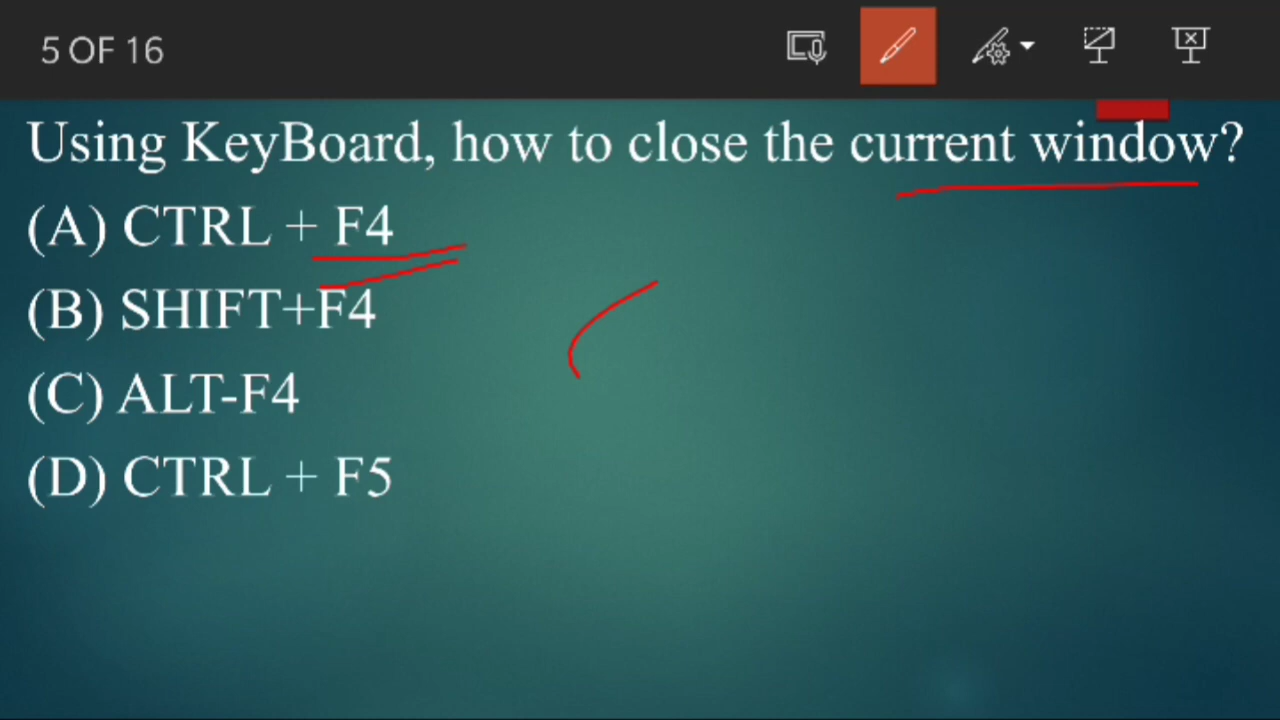 5 OF 16
Using KeyBoard, how to close the current window?
(A) CTRL + F4
(B) SHIFT+F4
(C) ALT-F4
(D) CTRL + F5